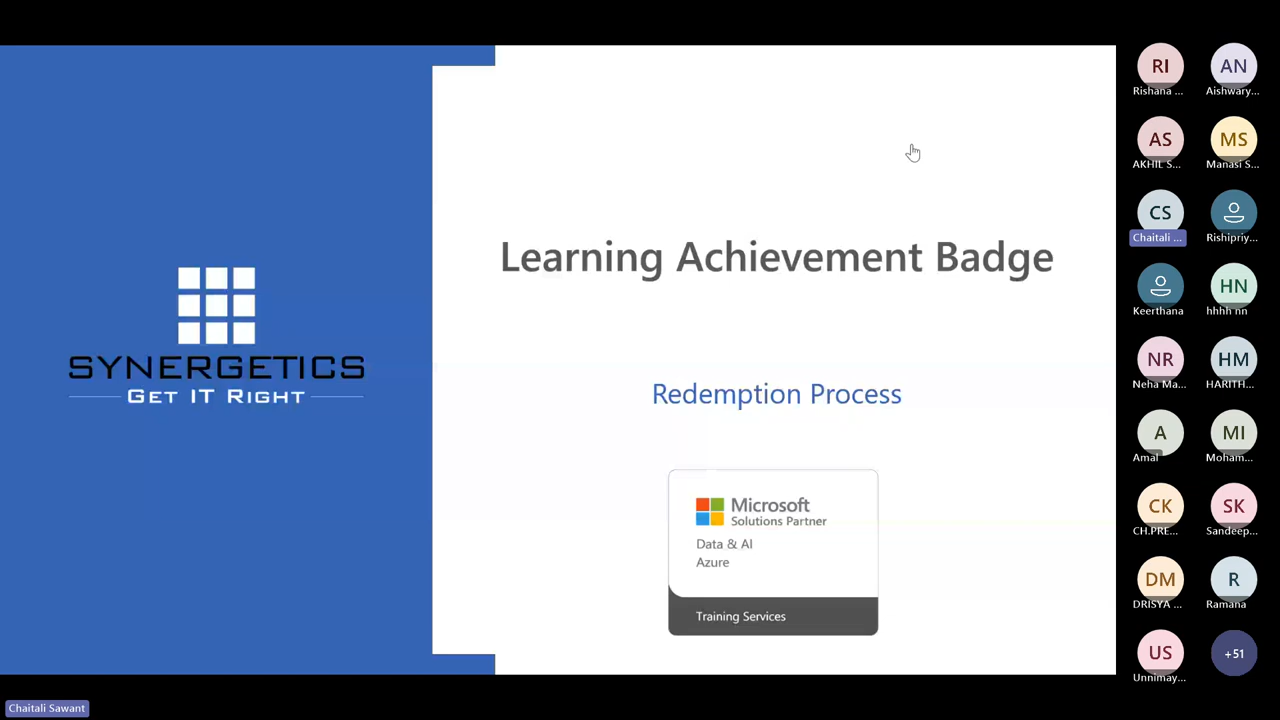 SYNERGETICS
GET IT RIGHT
Learning Achievement Badge
Redemption Process
Microsoft
Solutions Partner
Data & AI
Azure
Training Services
RI
Rishana ...
AN
Aishwary...
AS
AKHIL S...
MS
Manasi S...
CS
Chaitali ...
Rishipriy...
Keerthana
HN
hhhh nn
NR
Neha Ma...
HM
HARITH...
A
Amal
MI
Moham...
CK
CH.PRE...
SK
Sandeep...
DM
DRISYA ...
R
Ramana
US
Unnimay...
+51
Chaitali Sawant